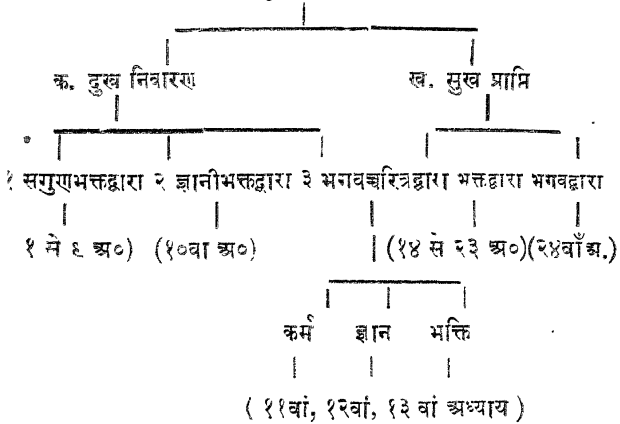 क. दुख निवारण ख. सुख प्राप्ति
१ सगुणभक्तद्वारा २ ज्ञानीभक्तद्वारा ३ भगवच्चरित्रद्वारा भक्तद्वारा भगवद्वारा
१ से ६ अ०) (१०वा अ०) (१४ से २३ अ०)(२४वाँ अ.)
कर्म ज्ञान भक्ति
( ११वां, १२वां, १३ वां अध्याय )